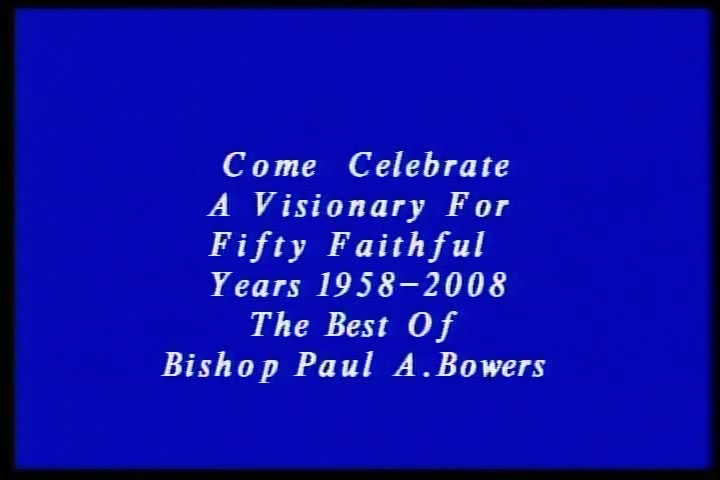 Come Celebrate
A Visionary For
Fifty Faithful
Years 1958-2008
The Best Of
Bishop Paul A.Bowers